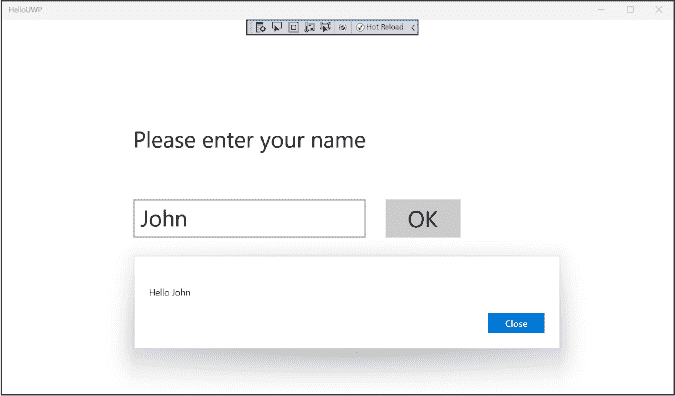 HelloUWP
Hot Reload
Please enter your name
John
OK
Hello John
Close